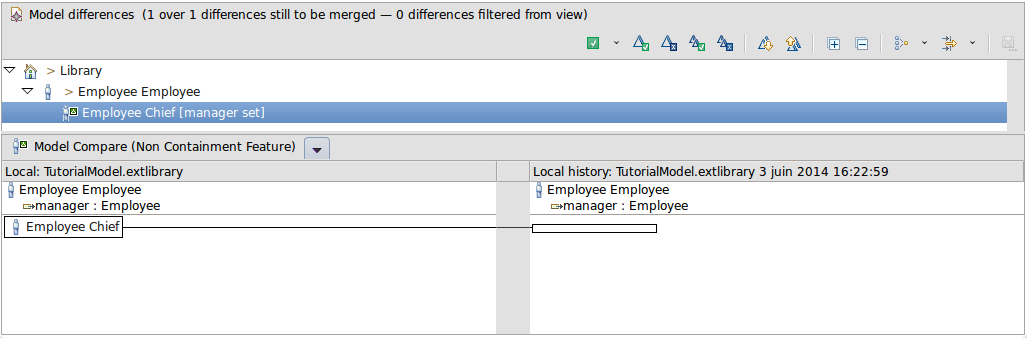 Model differences (1 over 1 differences still to be merged — 0 differences filtered from view)
> Library
> Employee Employee
Employee Chief [manager set]
Model Compare (Non Containment Feature)
Local: TutorialModel.extlibrary
Local history: TutorialModel.extlibrary 3 juin 2014 16:22:59
Employee Employee
Employee Employee
manager : Employee
manager : Employee
Employee Chief